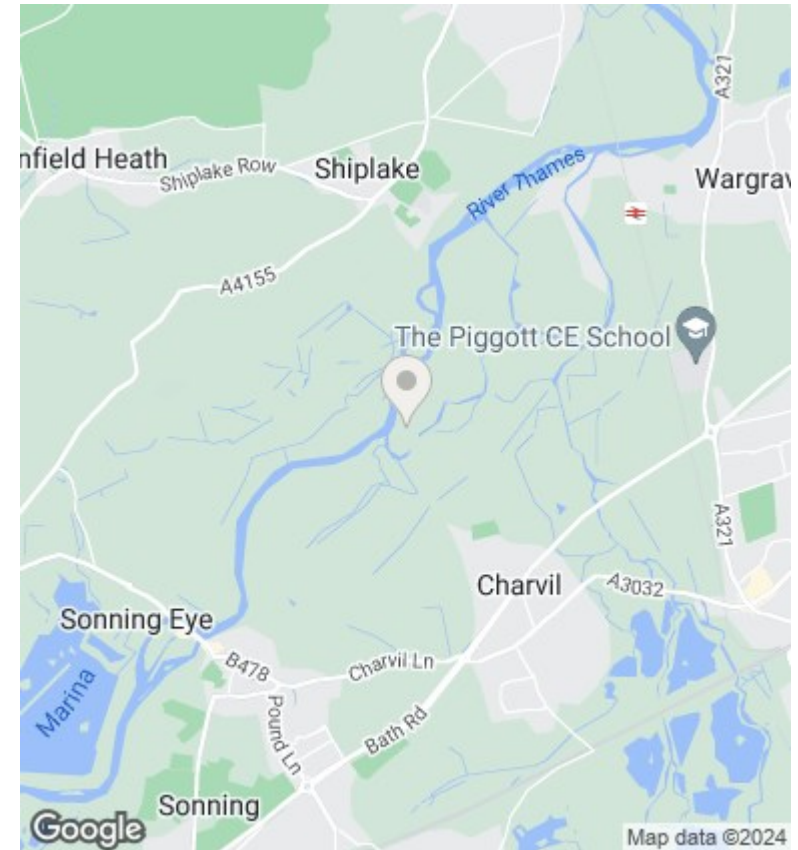 A321
nfield Heath
Shiplake Row
Shiplake
River Thames
Wargrav
A4155
The Piggott CE School
A321
Charvil
A3032
Sonning Eye
B478
Charvil Ln
Marina
Pound Ln
Bath Rd
Sonning
Google
Map data ©2024